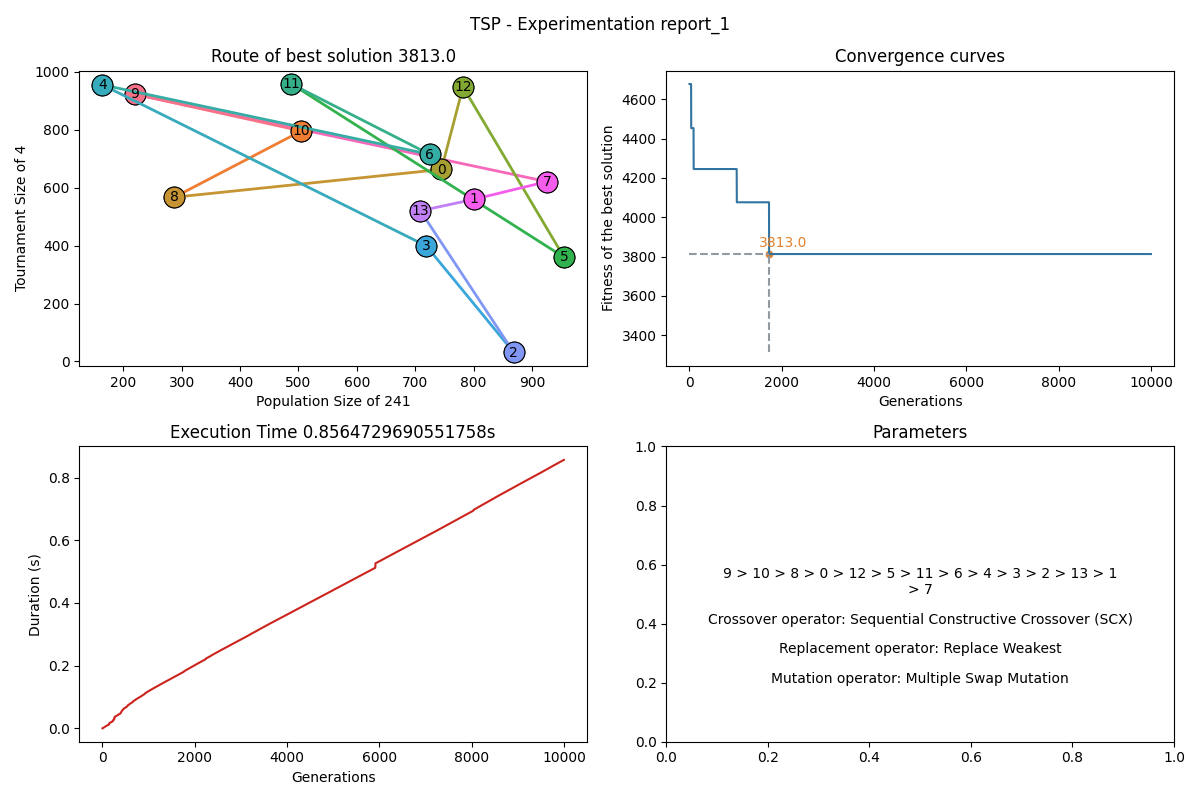 TSP - Experimentation report_1
Route of best solution 3813.0
1000
800
600
400
200
0
Tournament Size of 4
4
9
11
12
10
6
0
7
8
1
13
3
5
2
200 300 400 500 600 700 800 900
Population Size of 241
Convergence curves
4600
4400
4200
4000
3800
3600
3400
Fitness of the best solution
3813.0
0 2000 4000 6000 8000 10000
Generations
Execution Time 0.8564729690551758s
0.8
0.6
0.4
0.2
0.0
Duration (s)
0 2000 4000 6000 8000 10000
Generations
Parameters
1.0
0.8
0.6
0.4
0.2
0.0
9 > 10 > 8 > 0 > 12 > 5 > 11 > 6 > 4 > 3 > 2 > 13 > 1
> 7
Crossover operator: Sequential Constructive Crossover (SCX)
Replacement operator: Replace Weakest
Mutation operator: Multiple Swap Mutation
0.0 0.2 0.4 0.6 0.8 1.0